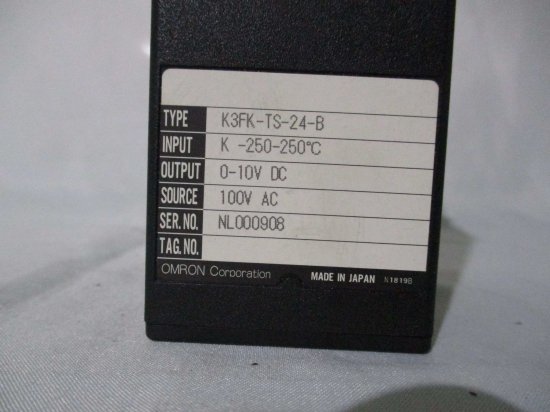 TYPE K3FK-TS-24-B
INPUT K -250-250℃
OUTPUT 0-10V DC
SOURCE 100V AC
SER.NO. NL000908
TAG.NO.
OMRON Corporation MADE IN JAPAN N1819B